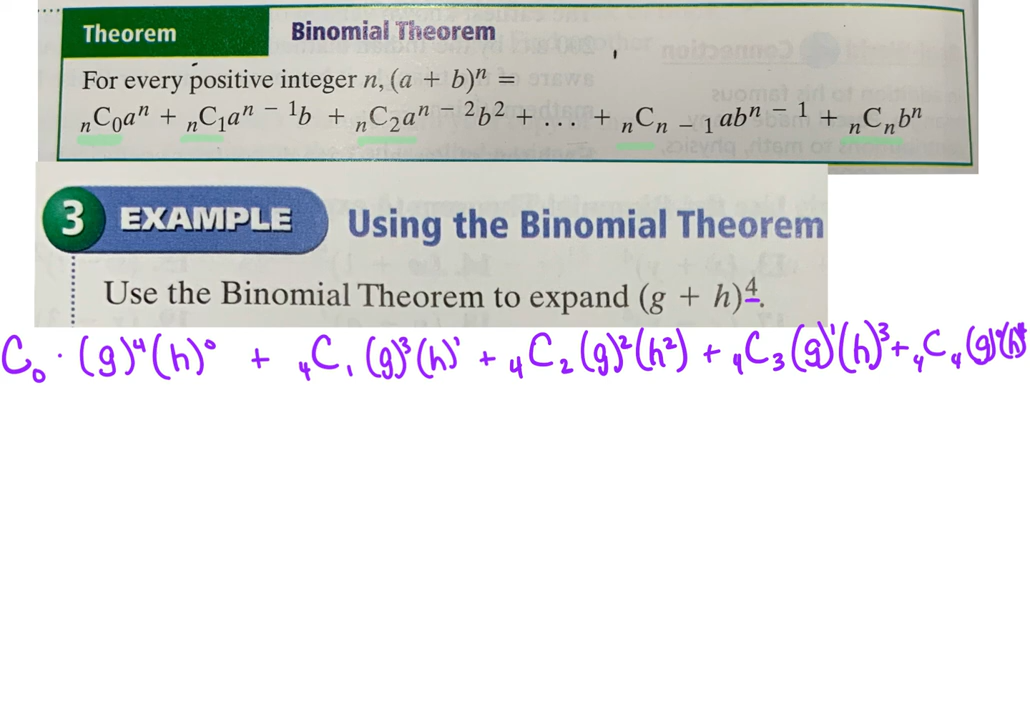 Theorem Binomial Theorem
For every positive integer n, (a + b)ⁿ =
ₙC₀aⁿ + ₙC₁aⁿ⁻¹b + ₙC₂aⁿ⁻²b² + ... + ₙCₙ₋₁abⁿ⁻¹ + ₙCₙbⁿ
3 EXAMPLE Using the Binomial Theorem
Use the Binomial Theorem to expand (g + h)⁴.
C₀ · (g)⁴(h)⁰ + ₄C₁(g)³(h)¹ + ₄C₂(g)²(h²) + ₄C₃(g)¹(h)³ + ₄C₄(g)⁰(h)⁴